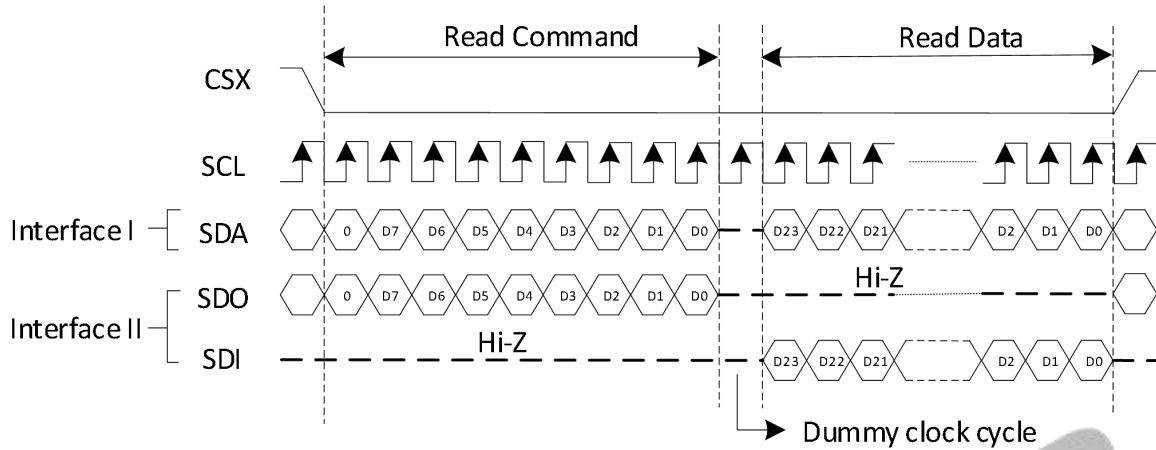 Read Command
Read Data
CSX
SCL
Interface I
SDA
0 D7 D6 D5 D4 D3 D2 D1 D0 D23 D22 D21 D2 D1 D0
Hi-Z
SDO
0 D7 D6 D5 D4 D3 D2 D1 D0
Interface II
Hi-Z
SDI
D23 D22 D21 D2 D1 D0
Dummy clock cycle